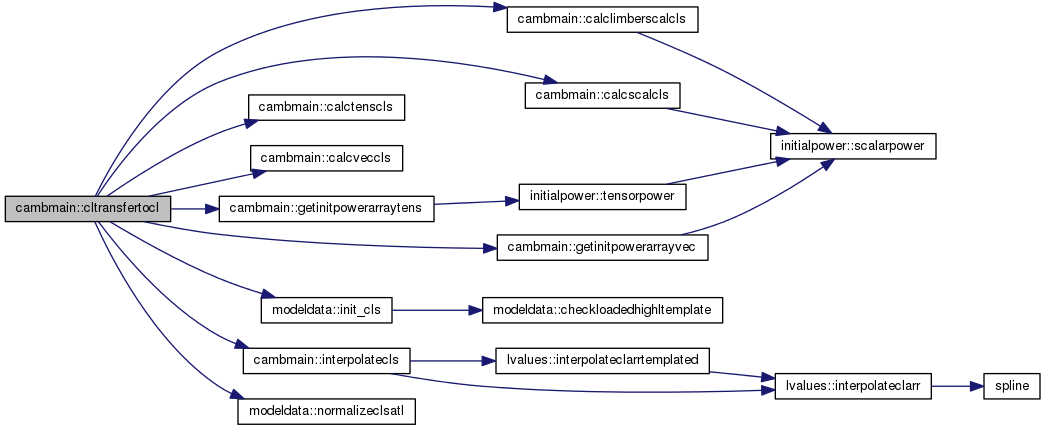 cambmain::calclimberscalcls
cambmain::calcscalcls
cambmain::calctenscls
initialpower::scalarpower
cambmain::calcveccls
initialpower::tensorpower
cambmain::cltransfertocl
cambmain::getinitpowerarraytens
cambmain::getinitpowerarrayvec
modeldata::init_cls
modeldata::checkloadedhighltemplate
cambmain::interpolatecls
lvalues::interpolateclarrtemplated
lvalues::interpolateclarr
spline
modeldata::normalizeclsatl